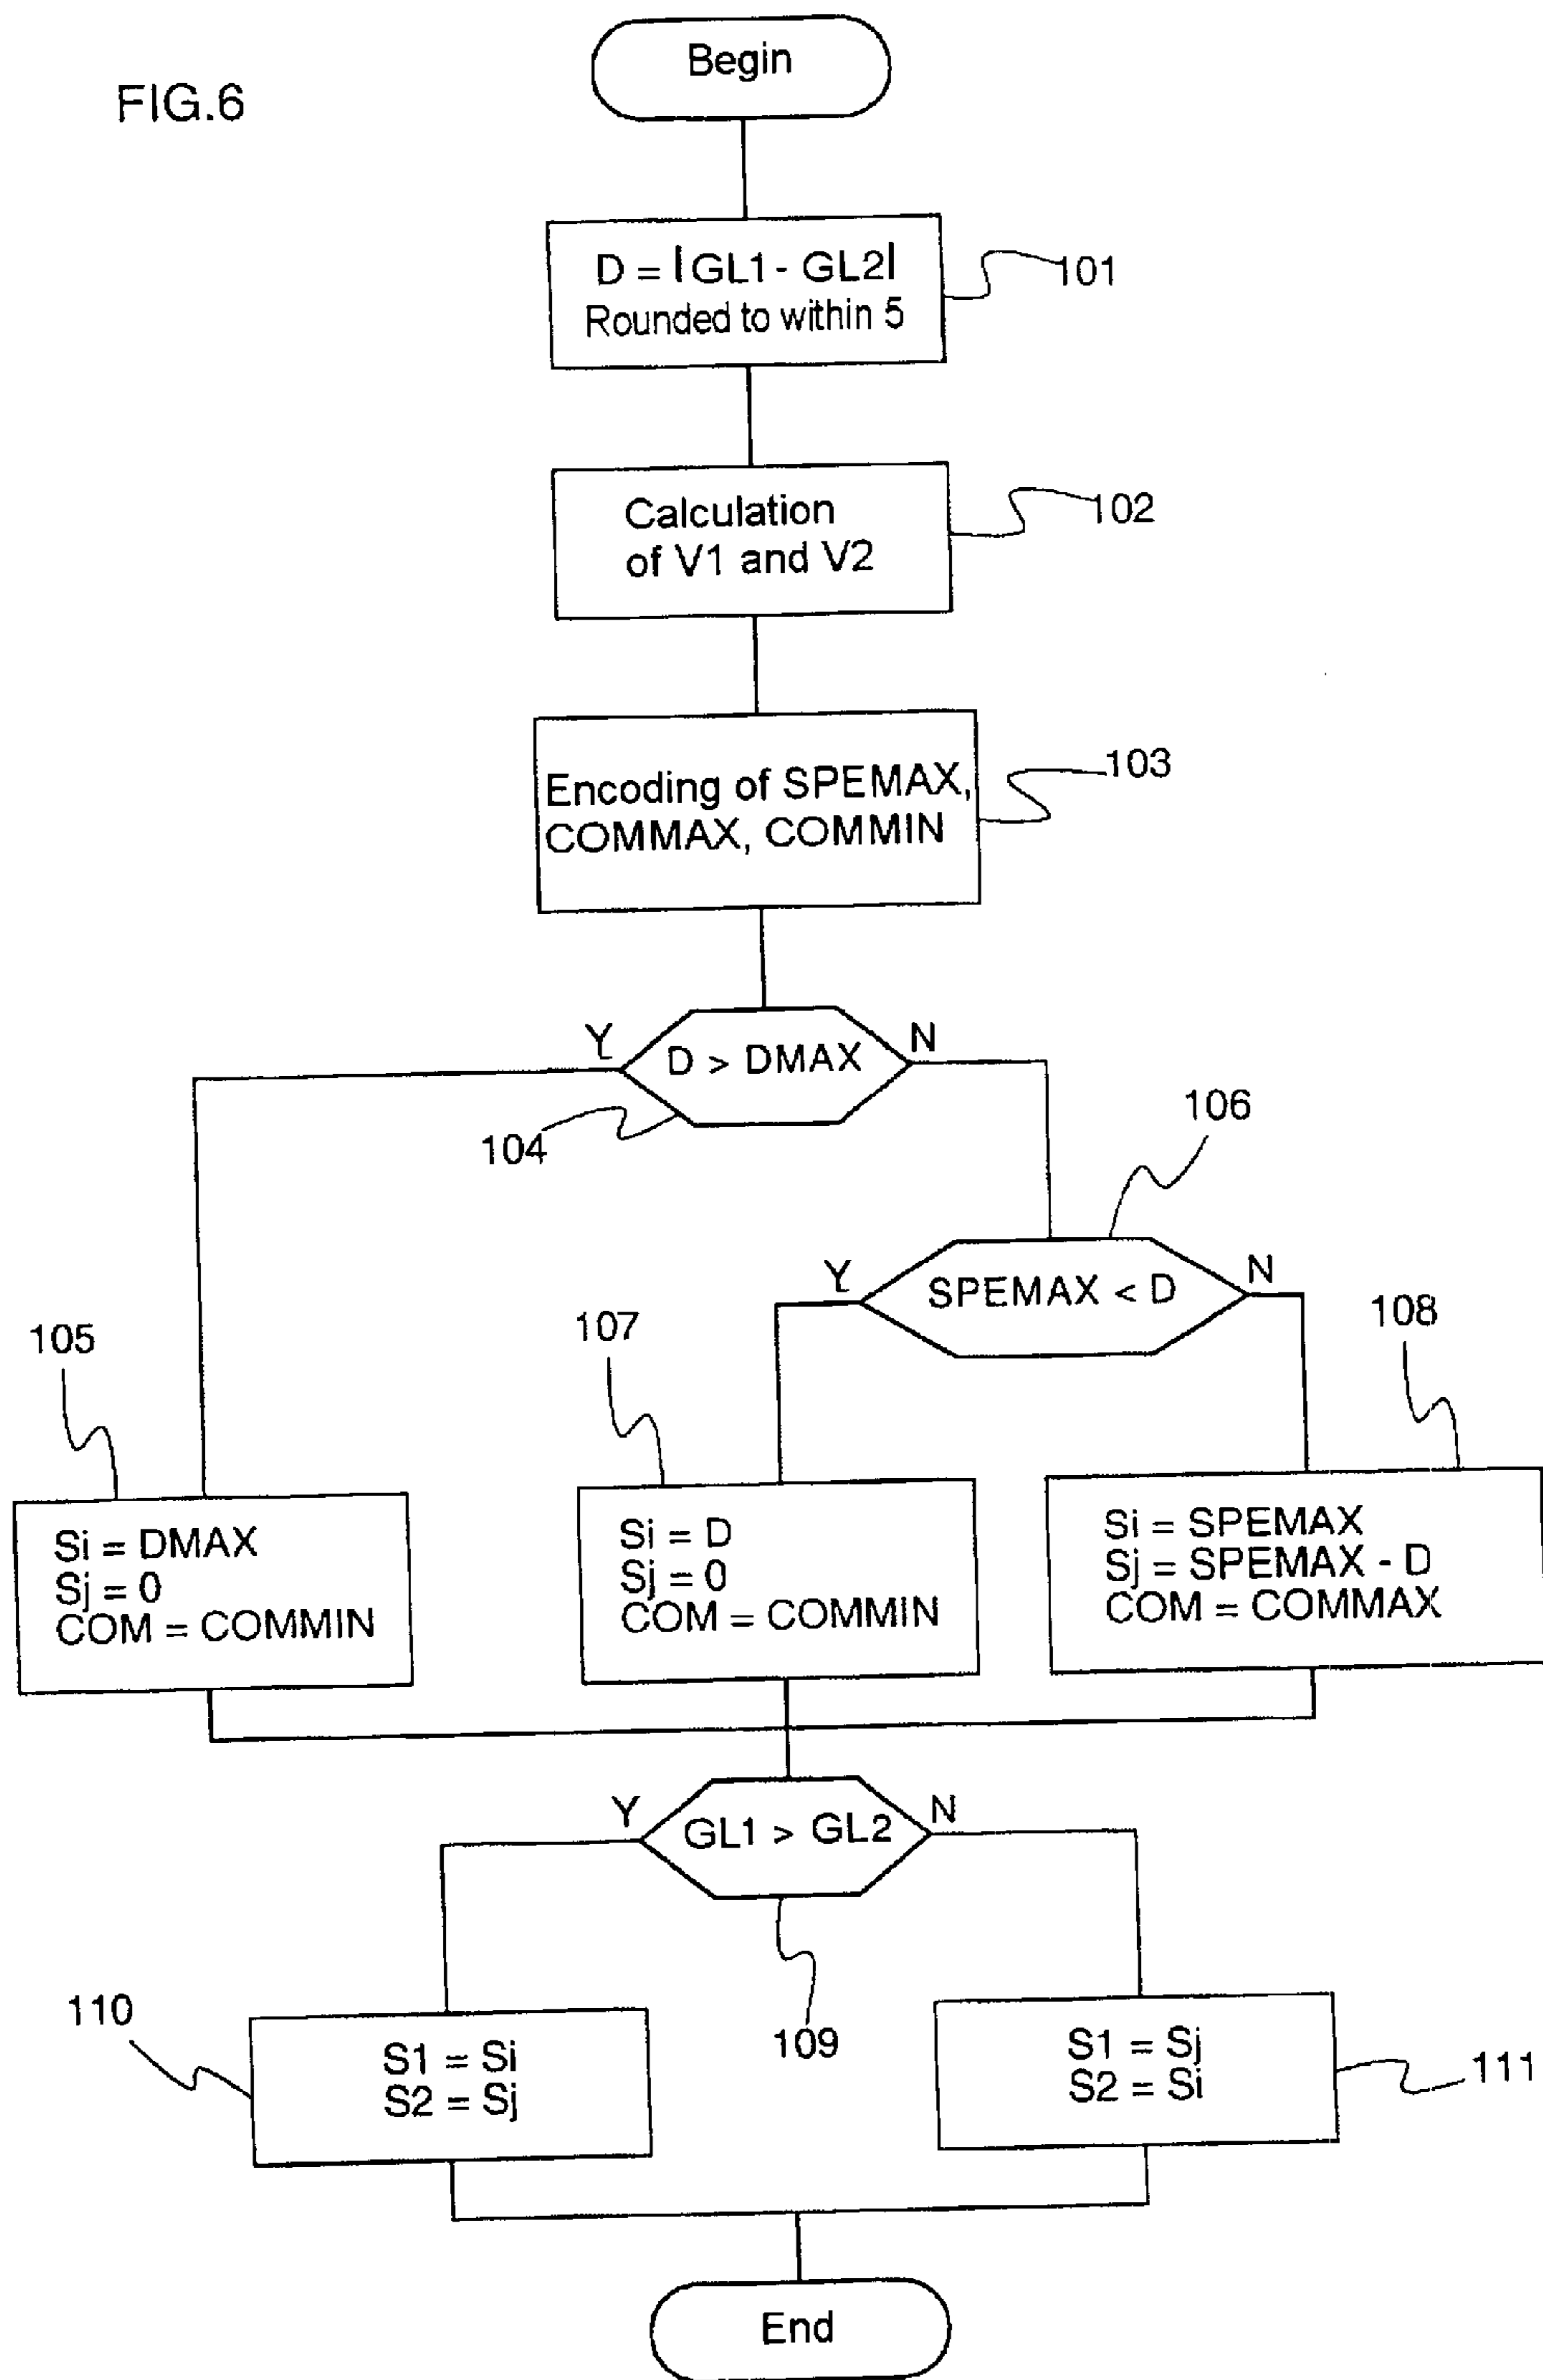 FIG.6
Begin
D = |GL1 - GL2|
Rounded to within 5
101
Calculation
of V1 and V2
102
Encoding of SPEMAX,
COMMAX, COMMIN
103
Y
D > DMAX
N
104
106
Y
SPEMAX < D
N
105
107
108
Si = DMAX
Sj = 0
COM = COMMIN
Si = D
Sj = 0
COM = COMMIN
Si = SPEMAX
Sj = SPEMAX - D
COM = COMMAX
Y
GL1 > GL2
N
109
110
S1 = Si
S2 = Sj
S1 = Sj
S2 = Si
111
End